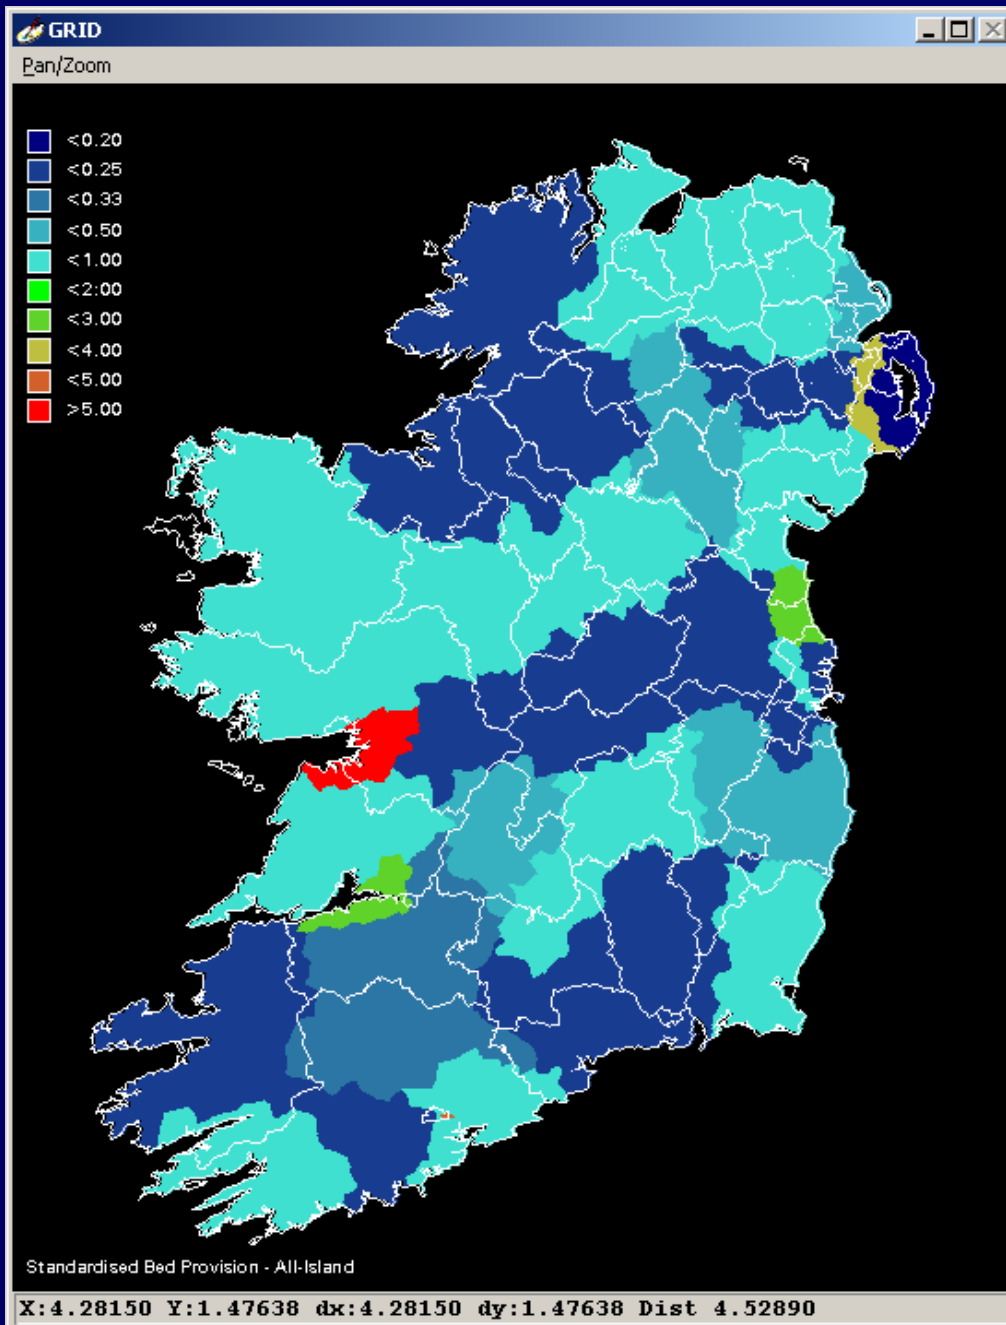 GRID
Pan/Zoom
<0.20
<0.25
<0.33
<0.50
<1.00
<2:00
<3.00
<4.00
<5.00
>5.00
Standardised Bed Provision - All-Island
X:4.28150 Y:1.47638 dx:4.28150 dy:1.47638 Dist 4.52890